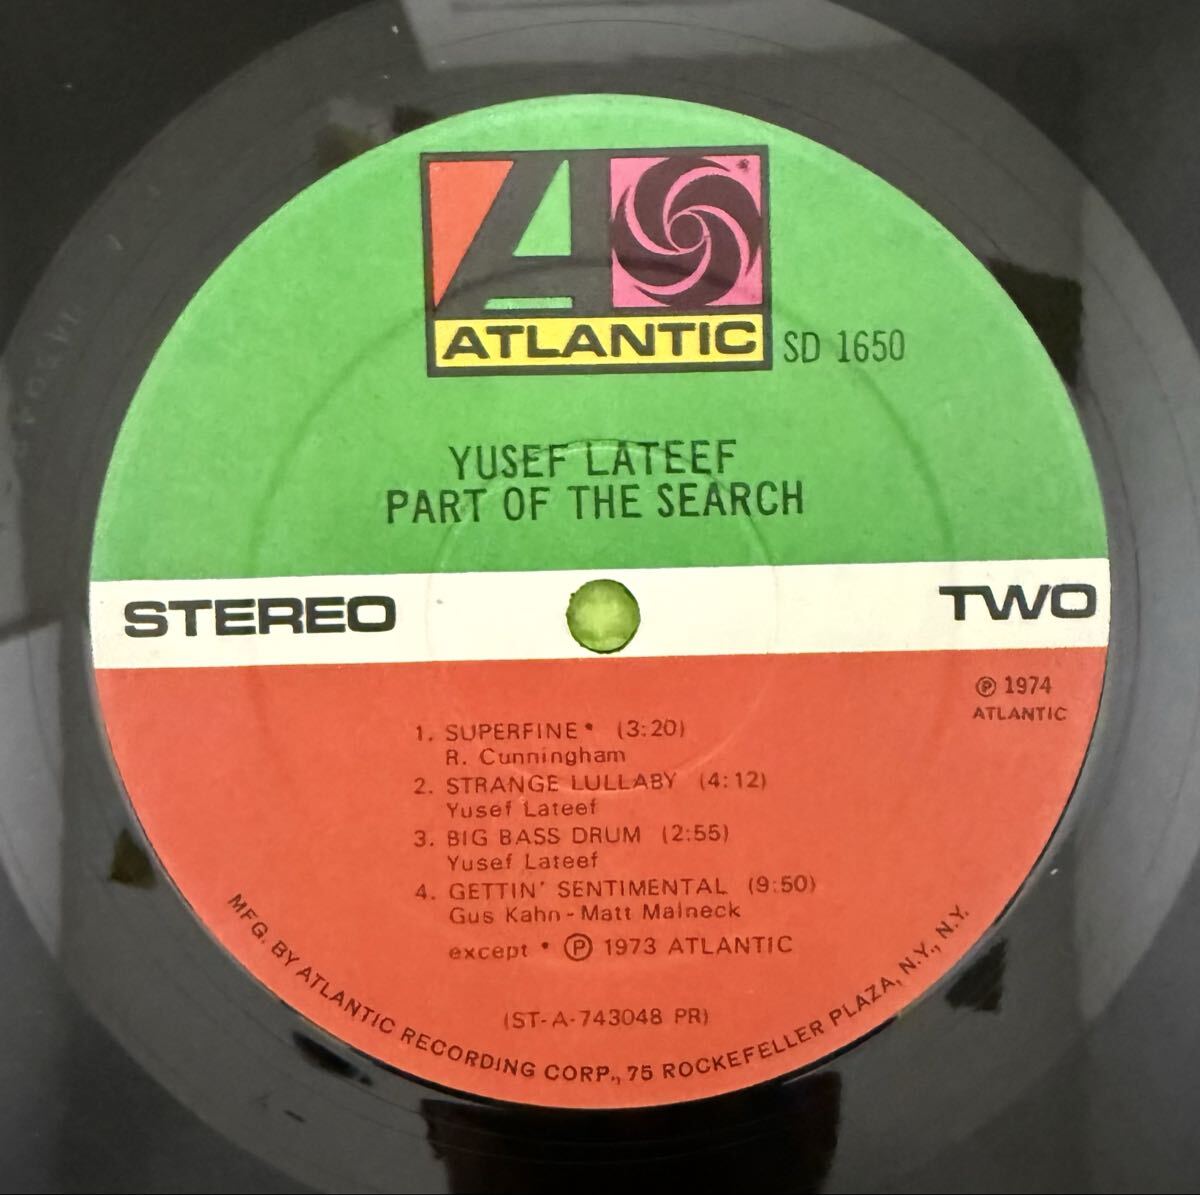 ATLANTIC
SD 1650
YUSEF LATEEF
PART OF THE SEARCH
STEREO
TWO
℗ 1974
ATLANTIC
1. SUPERFINE* (3:20)
R. Cunningham
2. STRANGE LULLABY (4:12)
Yusef Lateef
3. BIG BASS DRUM (2:55)
Yusef Lateef
4. GETTIN' SENTIMENTAL (9:50)
Gus Kahn - Matt Malneck
except * ℗ 1973 ATLANTIC
(ST-A-743048 PR)
MFG. BY ATLANTIC RECORDING CORP., 75 ROCKEFELLER PLAZA, N.Y., N.Y.